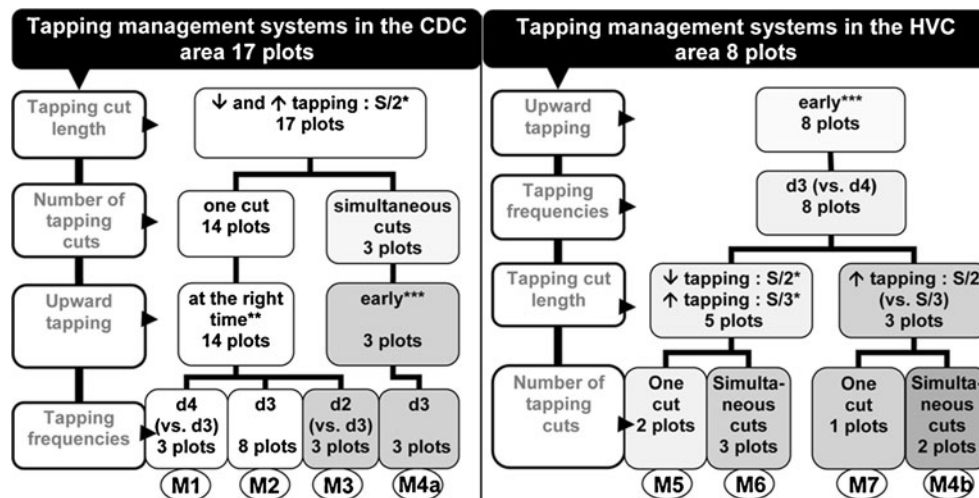 Tapping management systems in the CDC
area 17 plots
Tapping cut
length
↓ and ↑ tapping : S/2*
17 plots
Number of
tapping
cuts
one cut
14 plots
simultaneous
cuts
3 plots
Upward
tapping
at the right
time**
14 plots
early***
3 plots
Tapping
frequencies
d4
(vs. d3)
3 plots
d3
8 plots
d2
(vs. d3)
3 plots
d3
3 plots
M1
M2
M3
M4a
Tapping management systems in the HVC
area 8 plots
Upward
tapping
early***
8 plots
Tapping
frequencies
d3 (vs. d4)
8 plots
Tapping cut
length
↓ tapping : S/2*
↑ tapping : S/3*
5 plots
↑ tapping : S/2
(vs. S/3)
3 plots
Number of
tapping
cuts
One
cut
2 plots
Simulta-
neous
cuts
3 plots
One
cut
1 plots
Simulta-
neous
cuts
2 plots
M5
M6
M7
M4b